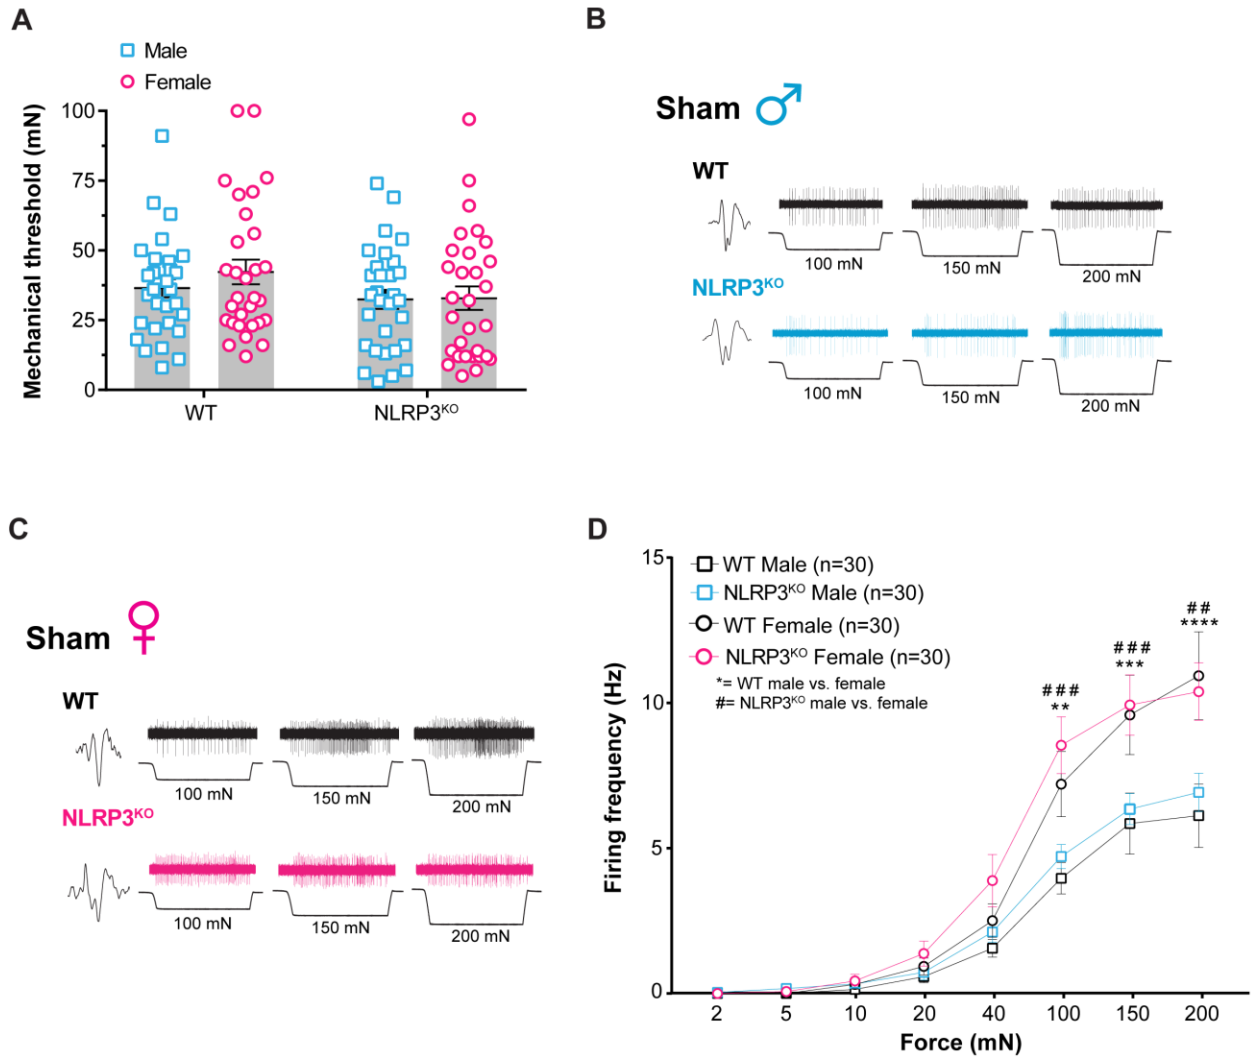 A
Male
Female
Mechanical threshold (mN)
100
75
50
25
0
WT
NLRP3KO
B
Sham ♂
WT
100 mN
150 mN
200 mN
NLRP3KO
100 mN
150 mN
200 mN
C
Sham ♀
WT
100 mN
150 mN
200 mN
NLRP3KO
100 mN
150 mN
200 mN
D
WT Male (n=30)
NLRP3KO Male (n=30)
WT Female (n=30)
NLRP3KO Female (n=30)
*= WT male vs. female
#= NLRP3KO male vs. female
###
**
###
***
##
****
Firing frequency (Hz)
15
10
5
0
2 5 10 20 40 100 150 200
Force (mN)